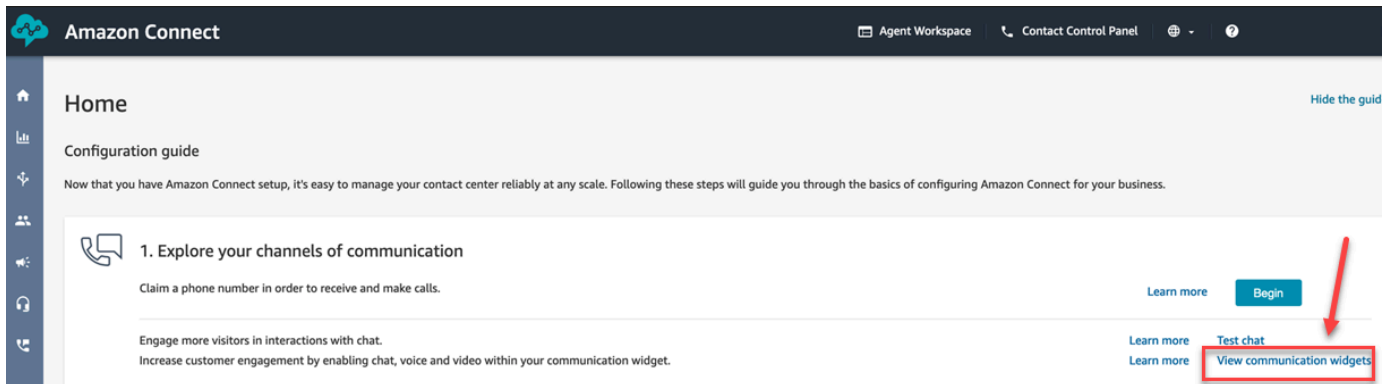 Amazon Connect
Agent Workspace
Contact Control Panel
Home
Hide the guid
Configuration guide
Now that you have Amazon Connect setup, it's easy to manage your contact center reliably at any scale. Following these steps will guide you through the basics of configuring Amazon Connect for your business.
1. Explore your channels of communication
Claim a phone number in order to receive and make calls.
Learn more
Begin
Engage more visitors in interactions with chat.
Learn more
Test chat
Increase customer engagement by enabling chat, voice and video within your communication widget.
Learn more
View communication widgets